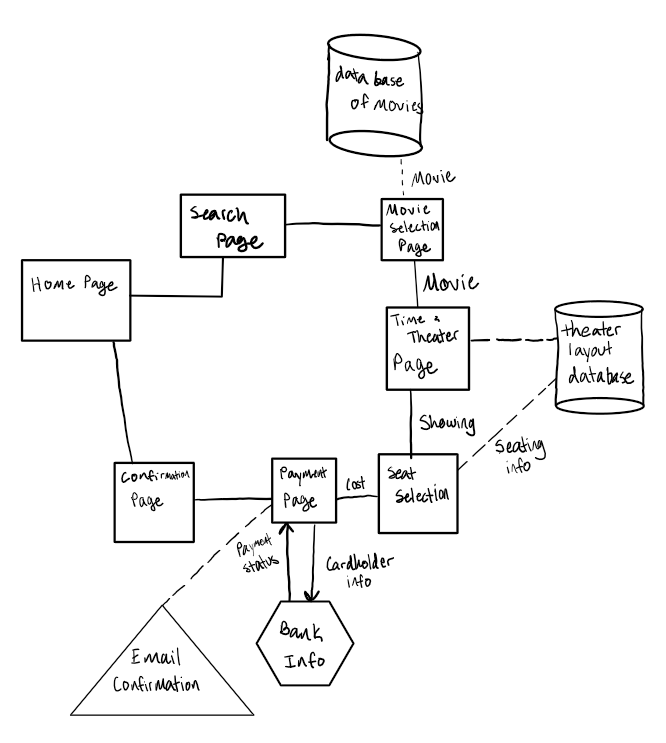 data base
of Movies
Movie
Search
Page
Movie
Selection
Page
Home Page
Movie
Time &
Theater
Page
theater
layout
database
Showing
Seating
info
Confirmation
Page
Payment
Page
Cost
Seat
Selection
Payment
status
Cardholder
info
Bank
Info
Email
Confirmation